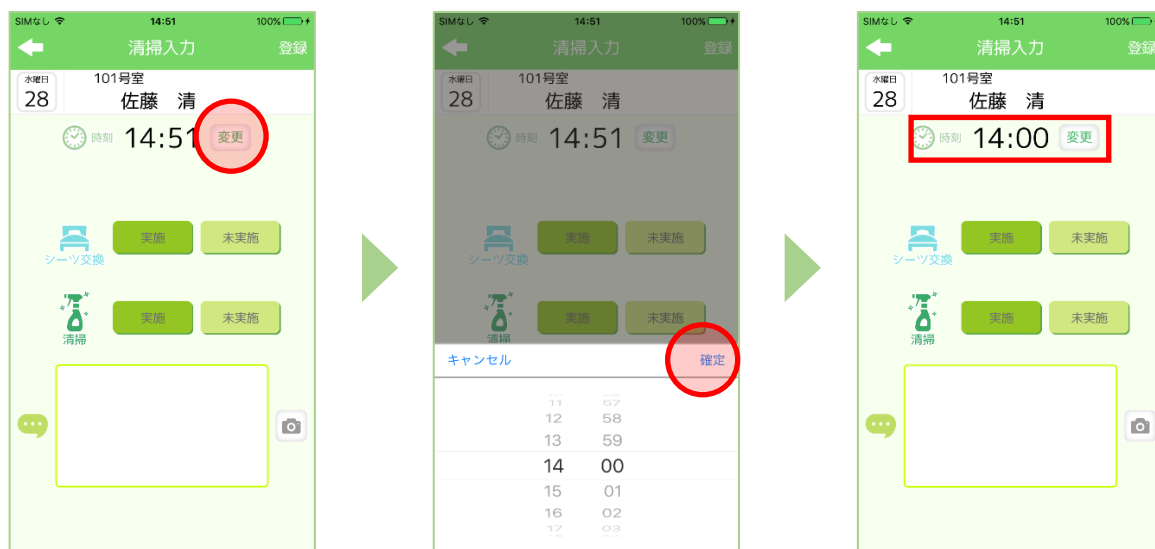 SIMなし 14:51 100%
清掃入力 登録
水曜日
28
101号室
佐藤 清
時刻 14:51 変更
シーツ交換 実施 未実施
清掃 実施 未実施
SIMなし 14:51 100%
清掃入力 登録
水曜日
28
101号室
佐藤 清
時刻 14:51 変更
シーツ交換 実施 未実施
清掃 実施 未実施
キャンセル 確定
11 57
12 58
13 59
14 00
15 01
16 02
17 03
SIMなし 14:51 100%
清掃入力 登録
水曜日
28
101号室
佐藤 清
時刻 14:00 変更
シーツ交換 実施 未実施
清掃 実施 未実施